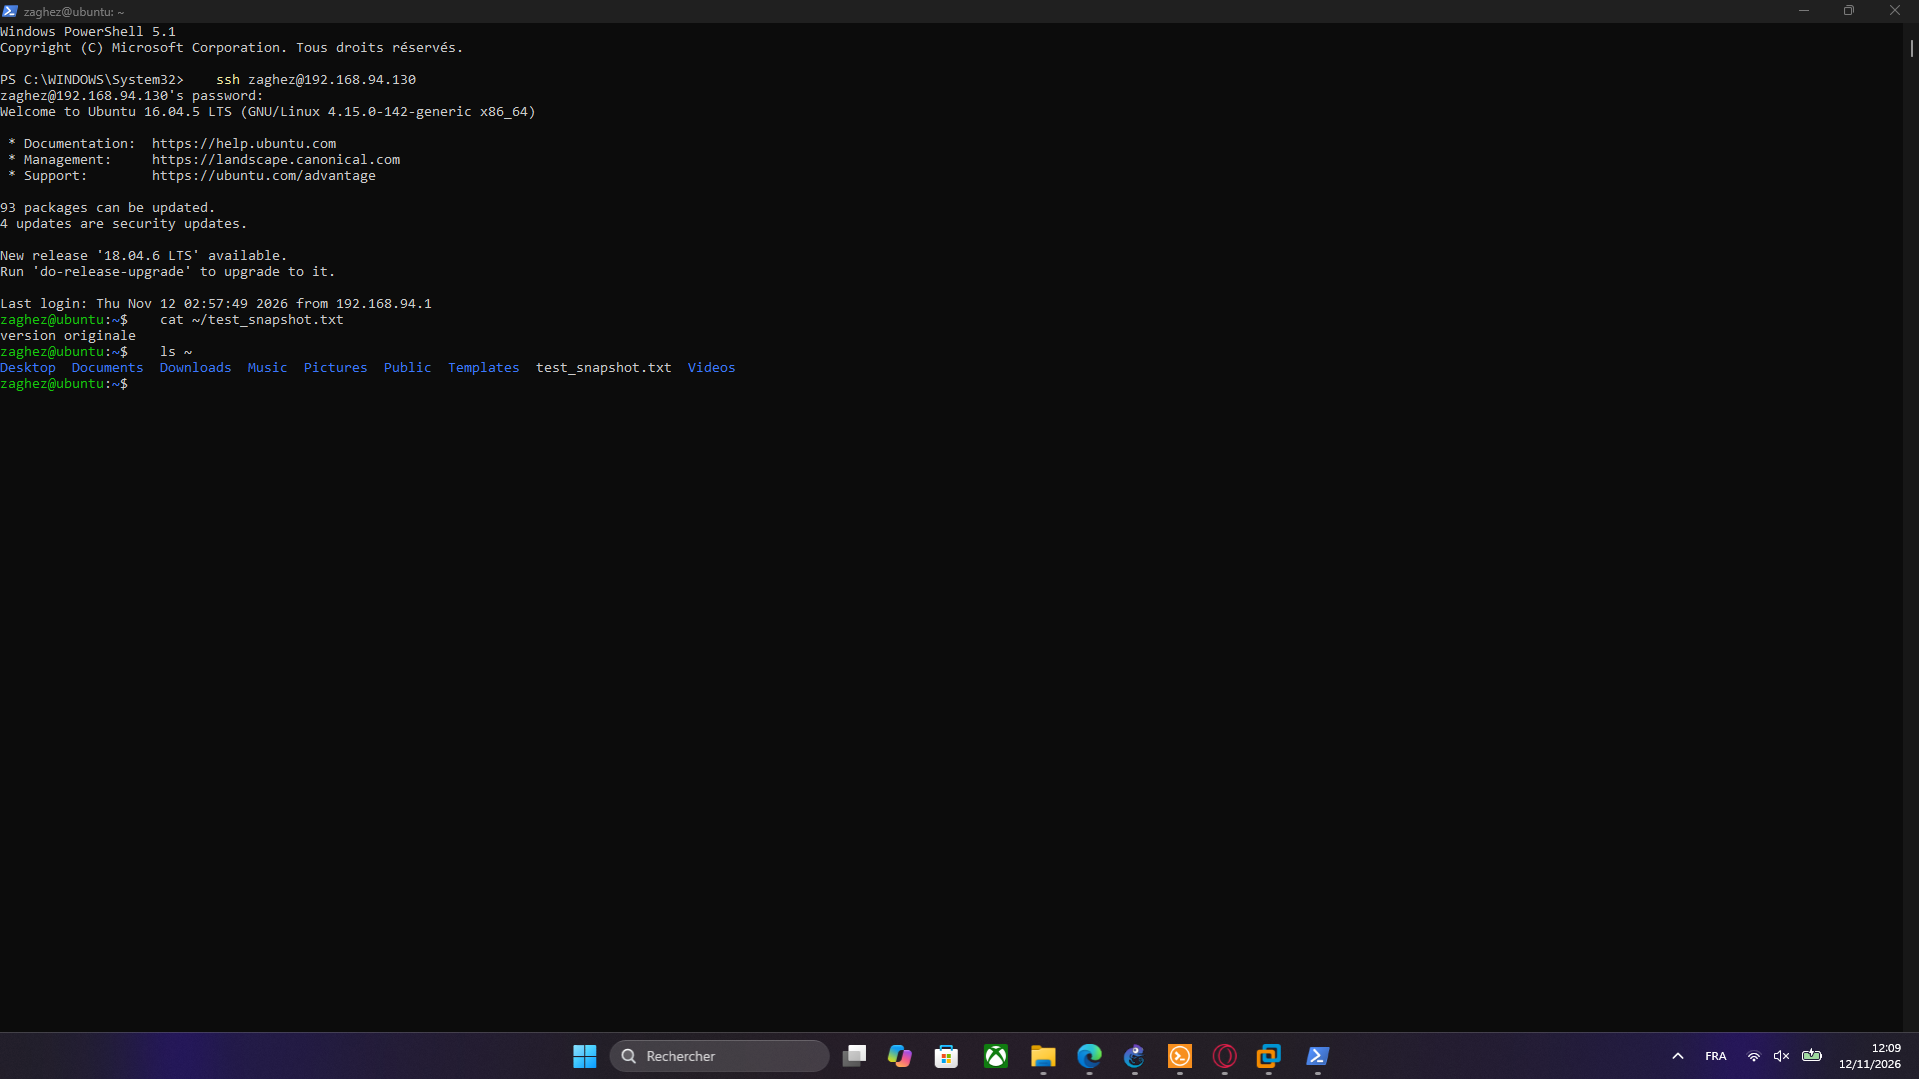 zaghez@ubuntu: ~
Windows PowerShell 5.1
Copyright (C) Microsoft Corporation. Tous droits réservés.
PS C:\WINDOWS\System32>    ssh zaghez@192.168.94.130
zaghez@192.168.94.130's password:
Welcome to Ubuntu 16.04.5 LTS (GNU/Linux 4.15.0-142-generic x86_64)
 * Documentation:  https://help.ubuntu.com
 * Management:     https://landscape.canonical.com
 * Support:        https://ubuntu.com/advantage
93 packages can be updated.
4 updates are security updates.
New release '18.04.6 LTS' available.
Run 'do-release-upgrade' to upgrade to it.
Last login: Thu Nov 12 02:57:49 2026 from 192.168.94.1
zaghez@ubuntu:~$    cat ~/test_snapshot.txt
version originale
zaghez@ubuntu:~$    ls ~
Desktop  Documents  Downloads  Music  Pictures  Public  Templates  test_snapshot.txt  Videos
zaghez@ubuntu:~$
Rechercher
FRA
12:09
12/11/2026